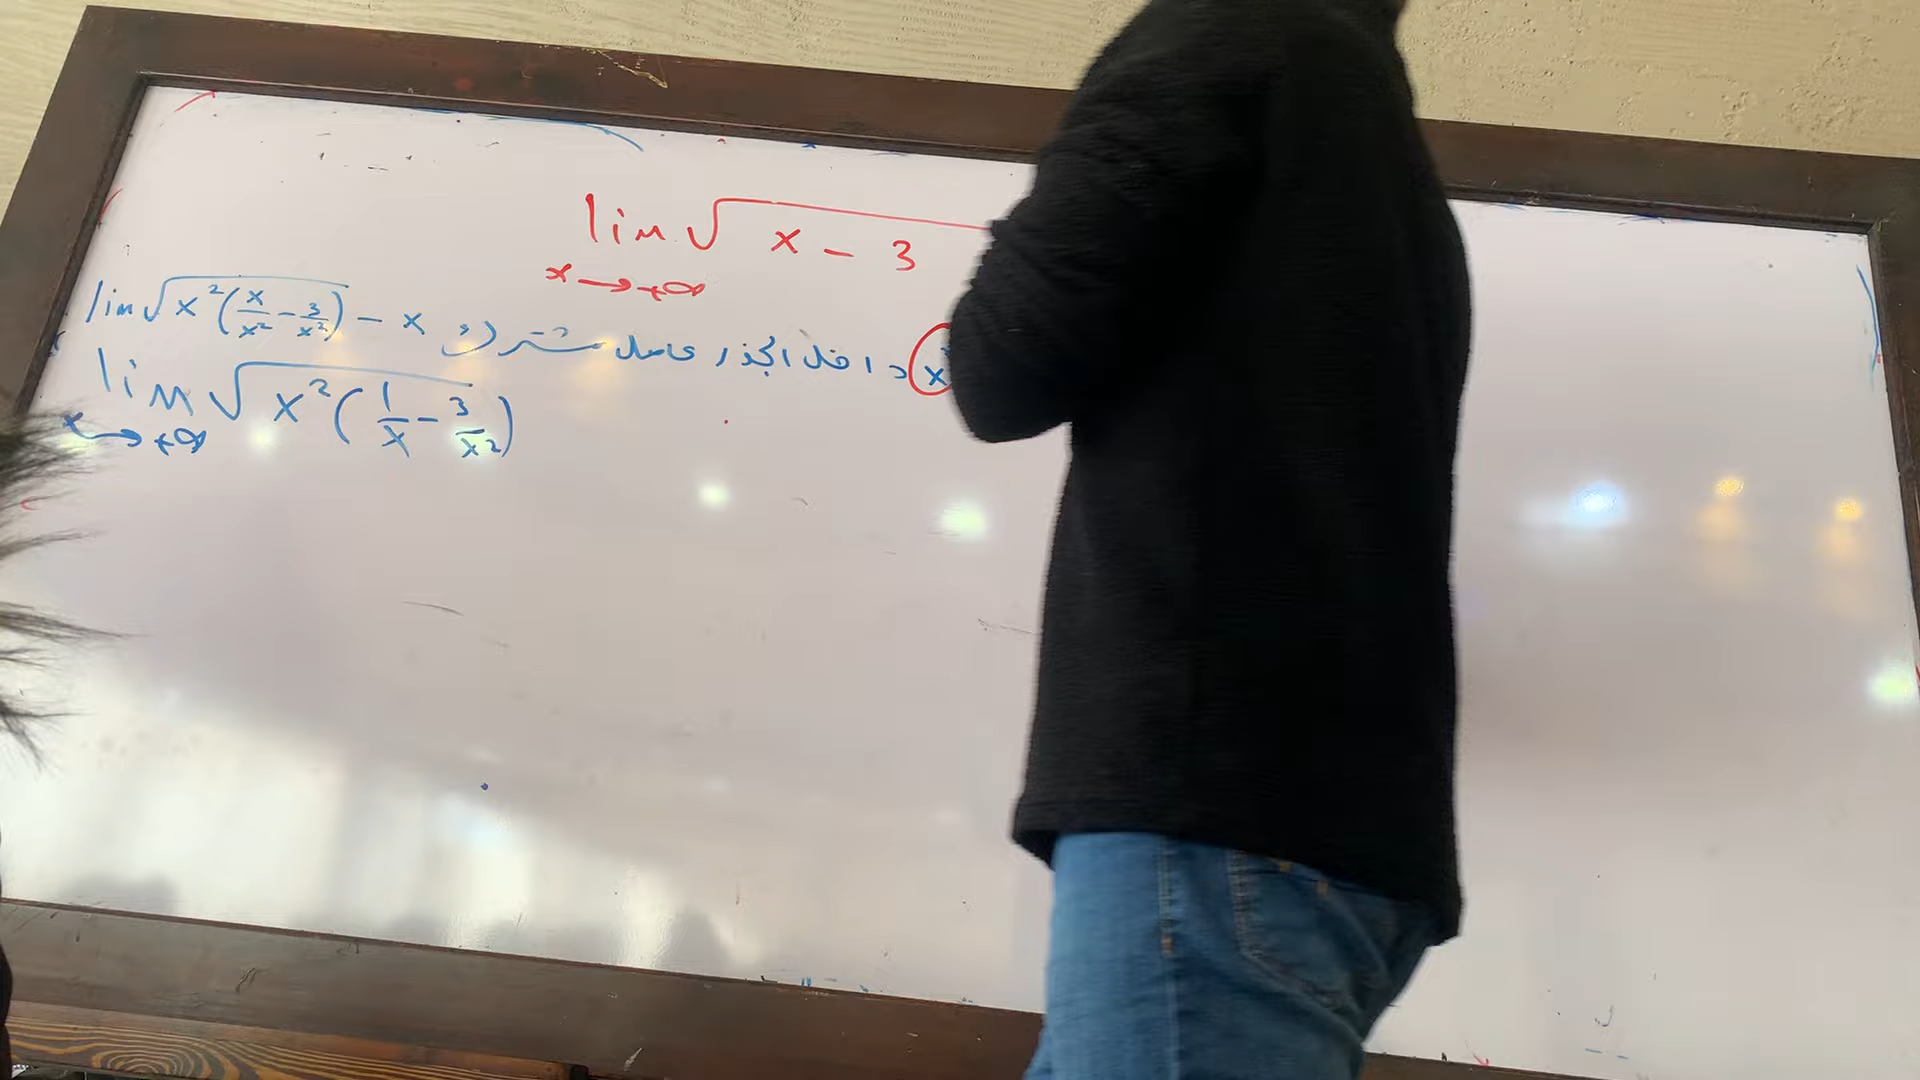 lim √(x - 3
x → +∞
lim √(x²(x/x² - 3/x²)) - x
داخل الجذر عامل مشترك x
lim √(x²(1/x - 3/x²))
x → +∞